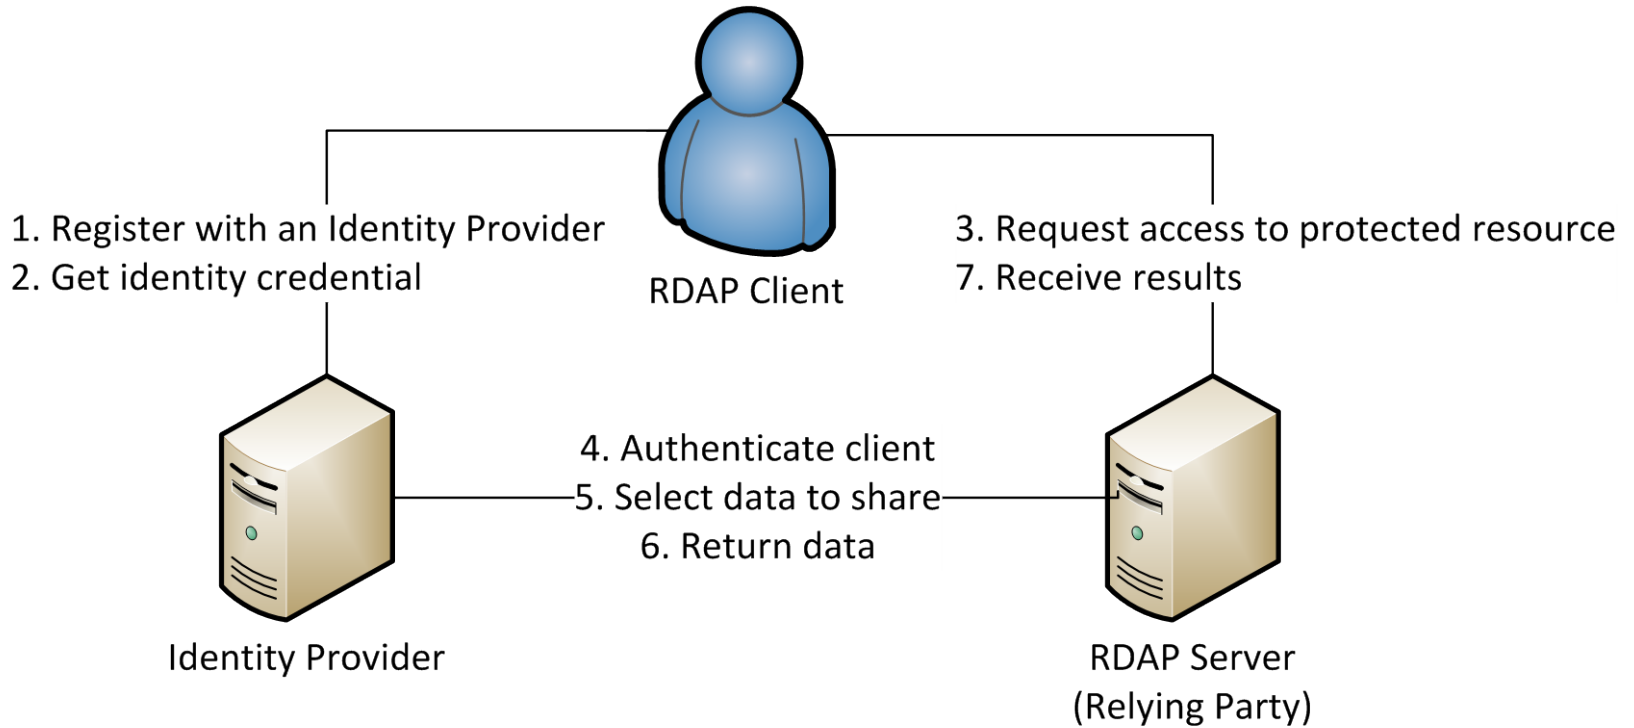 1. Register with an Identity Provider
2. Get identity credential
RDAP Client
3. Request access to protected resource
7. Receive results
4. Authenticate client
5. Select data to share
6. Return data
Identity Provider
RDAP Server
(Relying Party)